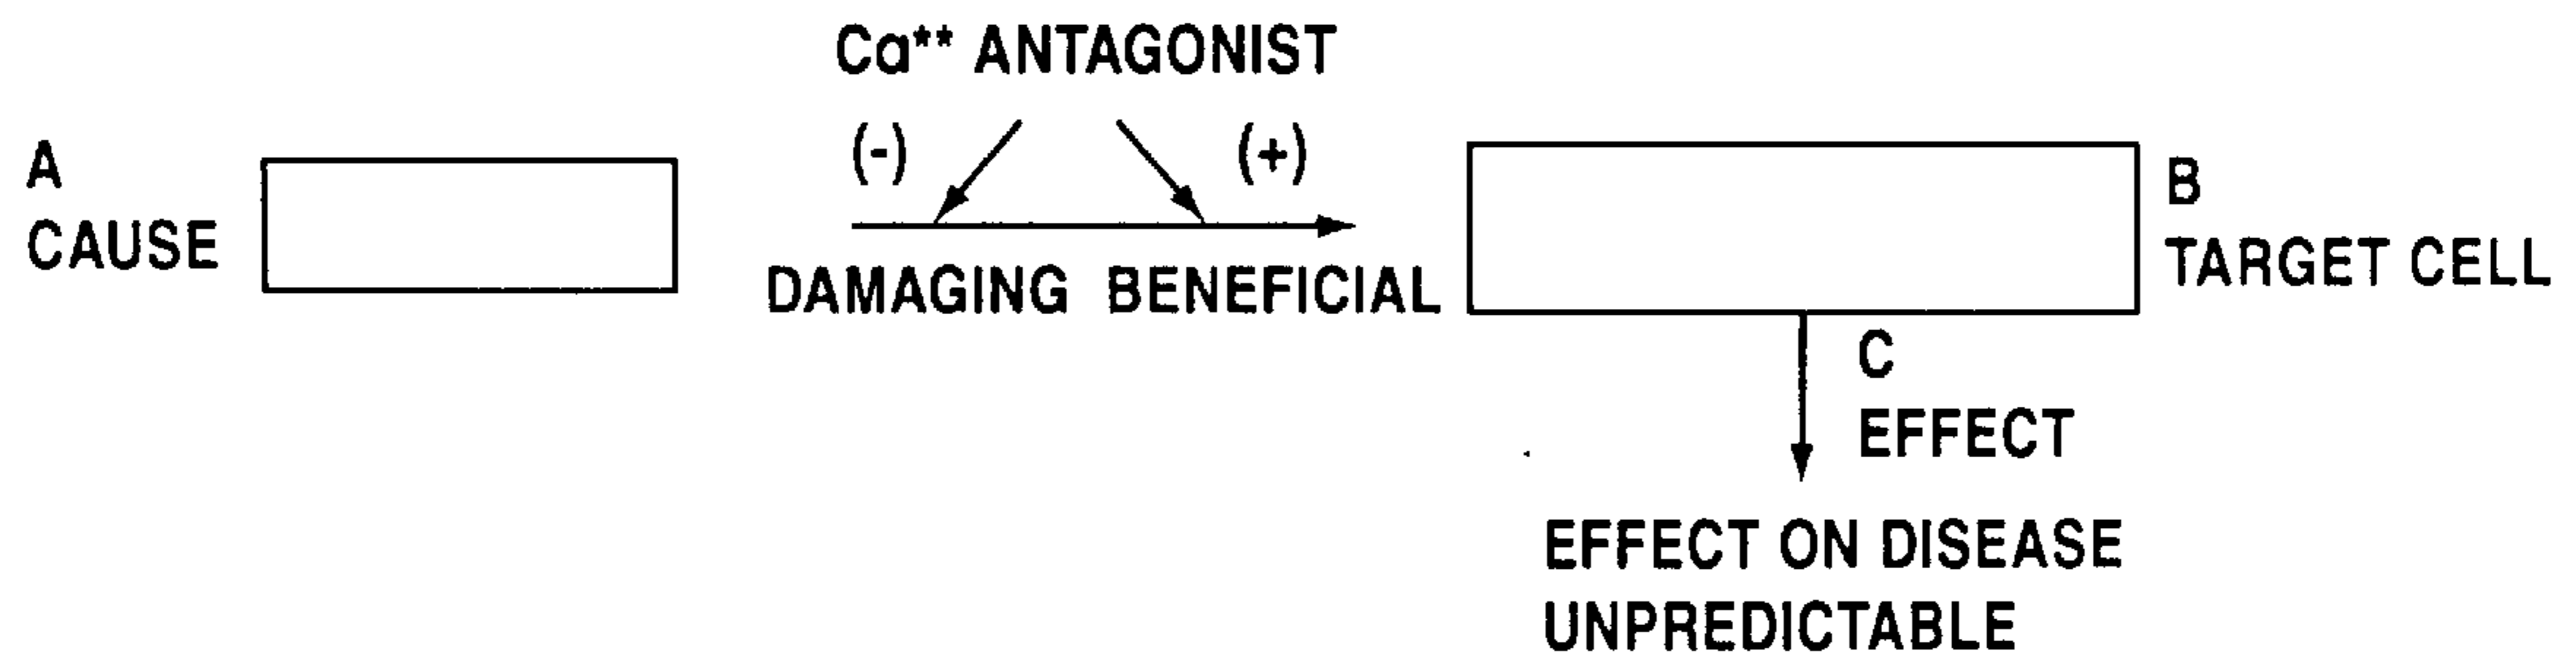 Ca** ANTAGONIST
(-) (+)
A
CAUSE
DAMAGING BENEFICIAL
B
TARGET CELL
C
EFFECT
EFFECT ON DISEASE
UNPREDICTABLE